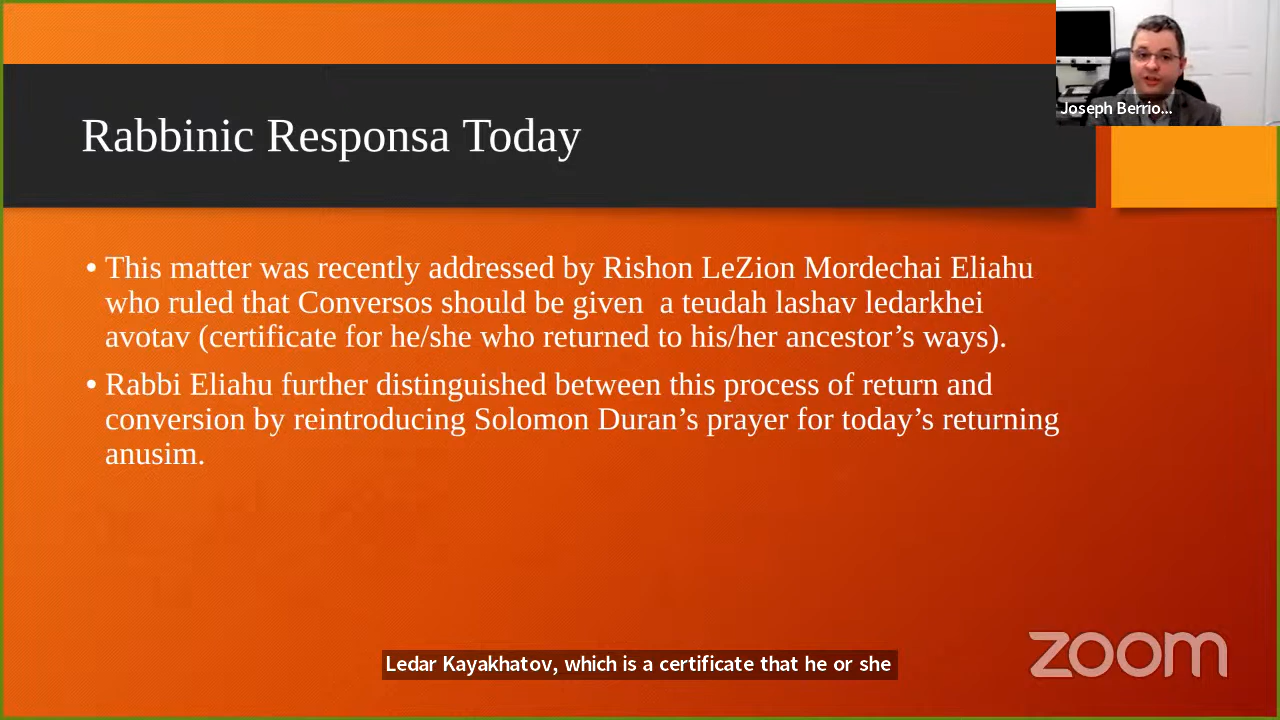 Joseph Berrio...
Rabbinic Responsa Today
• This matter was recently addressed by Rishon LeZion Mordechai Eliahu
who ruled that Conversos should be given  a teudah lashav ledarkhei
avotav (certificate for he/she who returned to his/her ancestor’s ways).
• Rabbi Eliahu further distinguished between this process of return and
conversion by reintroducing Solomon Duran’s prayer for today’s returning
anusim.
Ledar Kayakhatov, which is a certificate that he or she
zoom